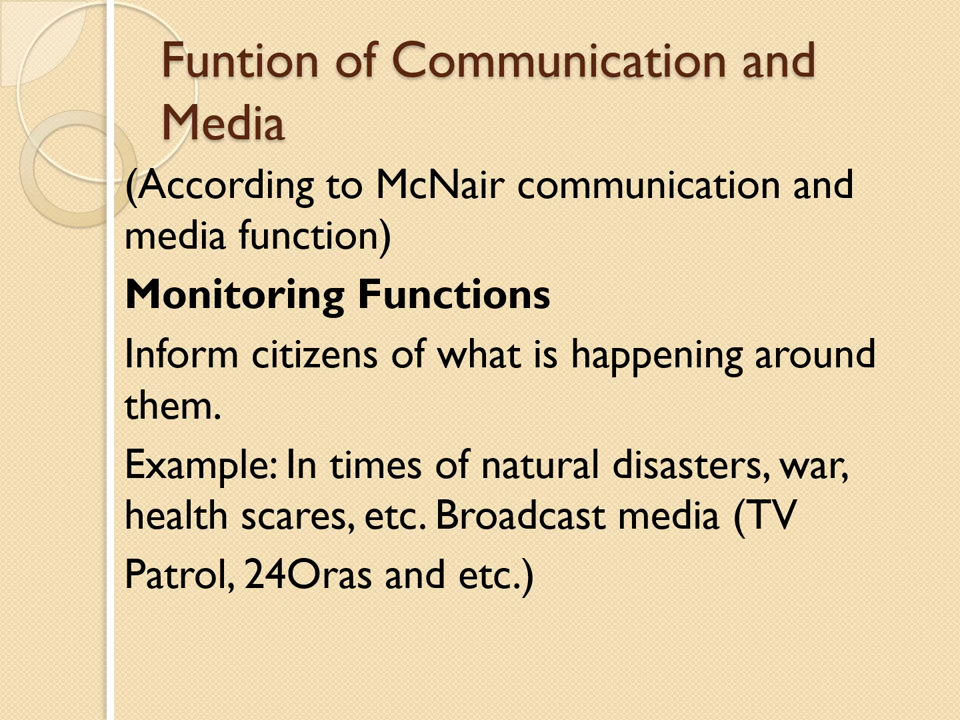 Funtion of Communication and
Media
(According to McNair communication and
media function)
Monitoring Functions
Inform citizens of what is happening around
them.
Example: In times of natural disasters, war,
health scares, etc. Broadcast media (TV
Patrol, 24Oras and etc.)